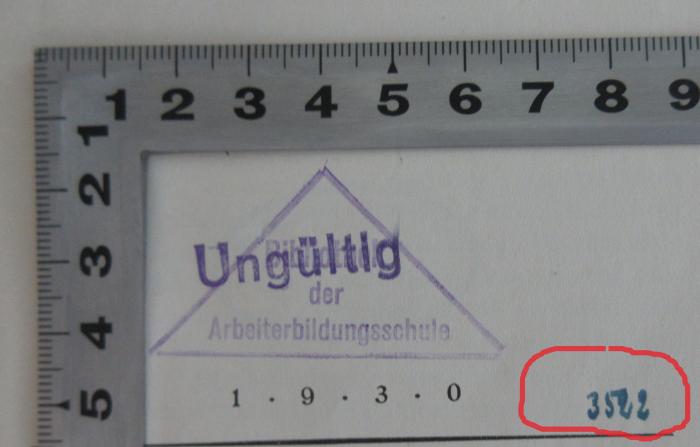 1 2 3 4 5 6 7 8 9
1
2
3
4
5
Bibliothek
Ungültig
der
Arbeiterbildungsschule
1 · 9 · 3 · 0
3522